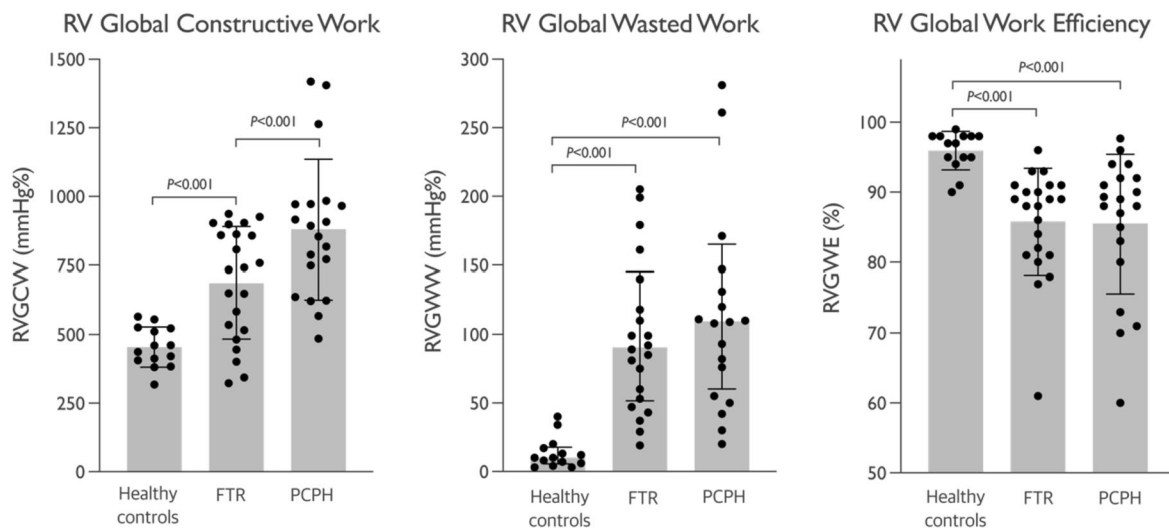 RV Global Constructive Work
RVGCW (mmHg%)
1500
1250
1000
750
500
250
0
P<0.001
P<0.001
Healthy
controls
FTR
PCPH
RV Global Wasted Work
RVGWW (mmHg%)
300
250
200
150
100
50
0
P<0.001
P<0.001
Healthy
controls
FTR
PCPH
RV Global Work Efficiency
RVGWE (%)
100
90
80
70
60
50
P<0.001
P<0.001
Healthy
controls
FTR
PCPH